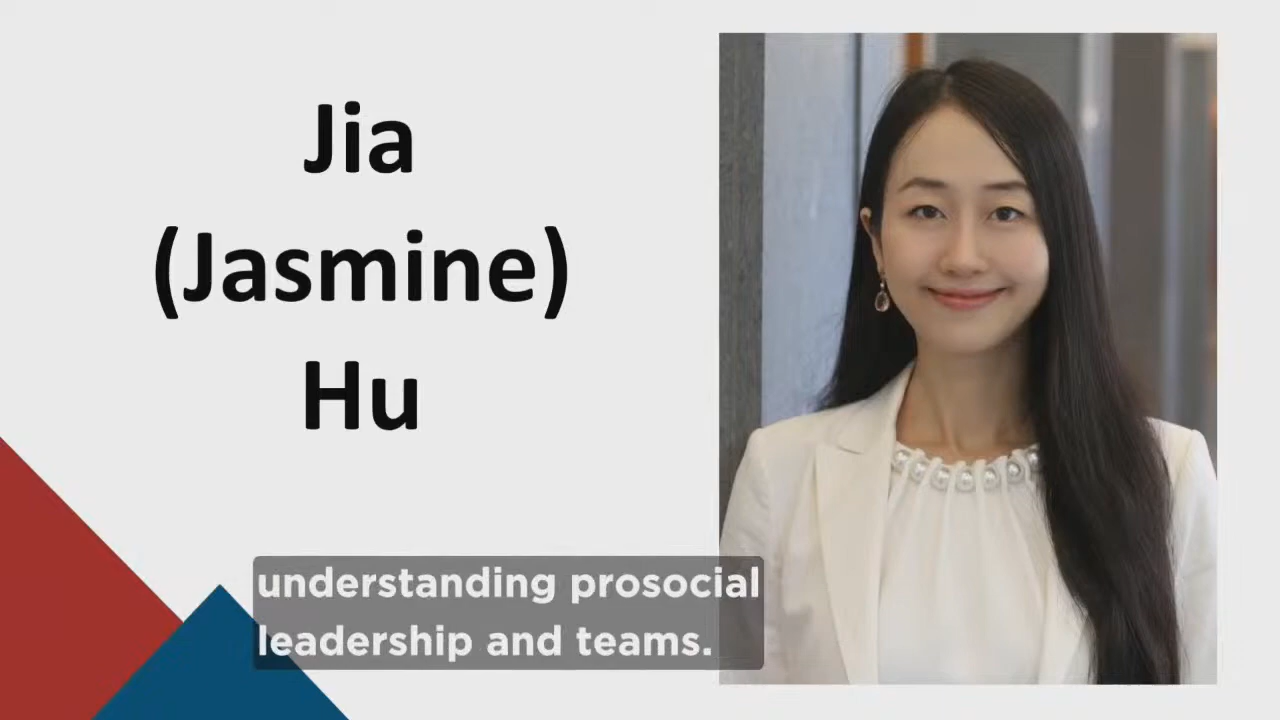 Jia
(Jasmine)
Hu
understanding prosocial
leadership and teams.